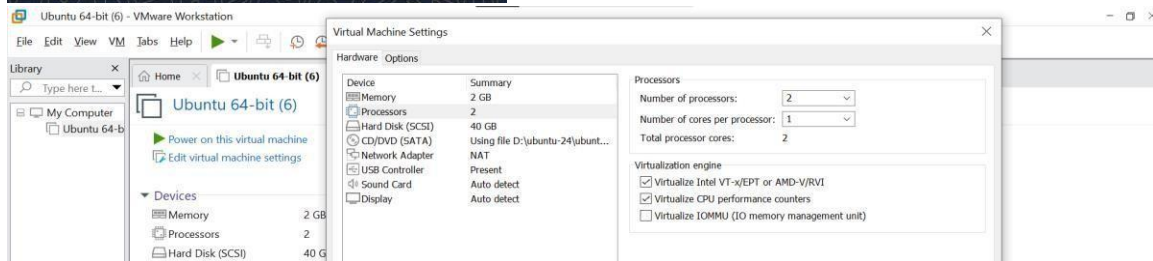 Ubuntu 64-bit (6) - VMware Workstation
File Edit View VM Tabs Help
Library
Type here t...
My Computer
Ubuntu 64-b
Home
Ubuntu 64-bit (6)
Ubuntu 64-bit (6)
Power on this virtual machine
Edit virtual machine settings
Devices
Memory 2 GB
Processors 2
Hard Disk (SCSI) 40 G
Virtual Machine Settings
Hardware Options
Device Summary
Memory 2 GB
Processors 2
Hard Disk (SCSI) 40 GB
CD/DVD (SATA) Using file D:\ubuntu-24\ubunt...
Network Adapter NAT
USB Controller Present
Sound Card Auto detect
Display Auto detect
Processors
Number of processors: 2
Number of cores per processor: 1
Total processor cores: 2
Virtualization engine
Virtualize Intel VT-x/EPT or AMD-V/RVI
Virtualize CPU performance counters
Virtualize IOMMU (IO memory management unit)